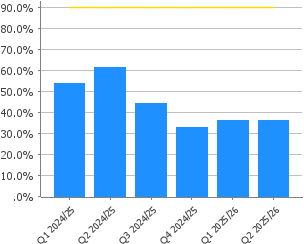 90.0%
80.0%
70.0%
60.0%
50.0%
40.0%
30.0%
20.0%
10.0%
.0%
Q1 2024/25
Q2 2024/25
Q3 2024/25
Q4 2024/25
Q1 2025/26
Q2 2025/26